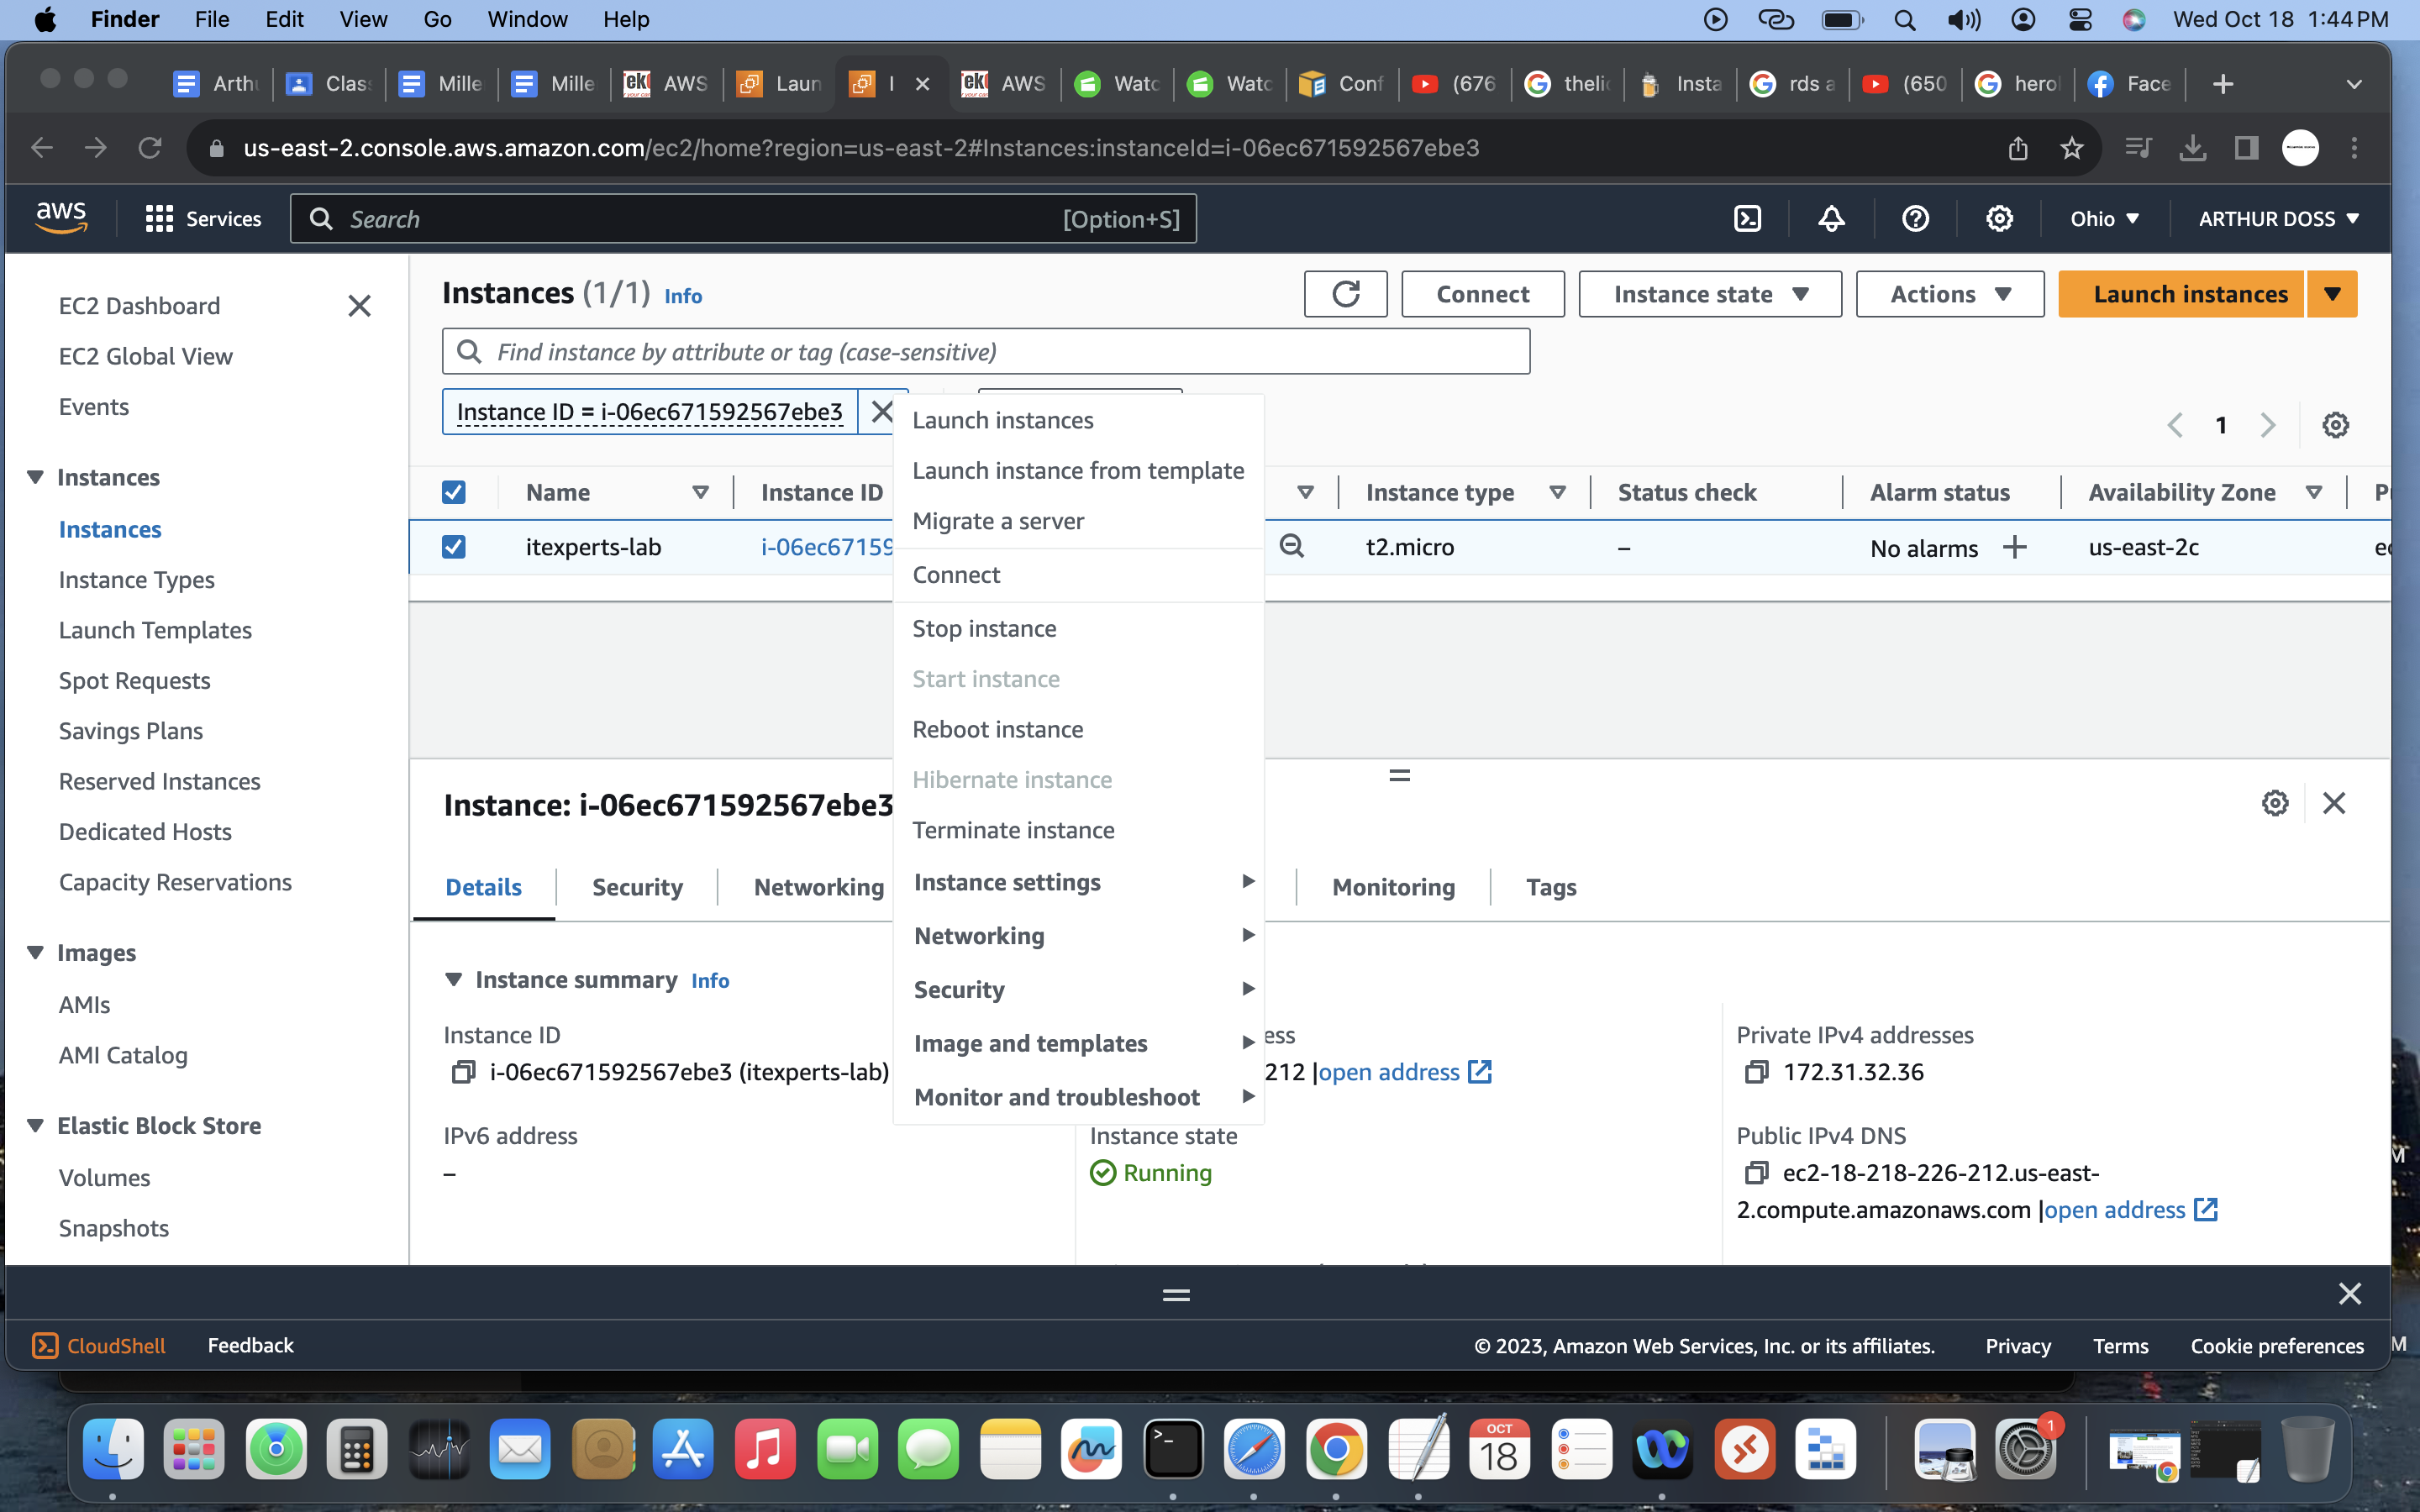 Finder File Edit View Go Window Help Wed Oct 18 1:44 PM
Arthu Class Mille Mille AWS Laun I AWS Watc Watc Conf (676 thelio Insta rds a (650 hero Face
us-east-2.console.aws.amazon.com/ec2/home?region=us-east-2#Instances:instanceId=i-06ec671592567ebe3
aws Services Search [Option+S] Ohio ARTHUR DOSS
EC2 Dashboard
EC2 Global View
Events
Instances
Instances
Instance Types
Launch Templates
Spot Requests
Savings Plans
Reserved Instances
Dedicated Hosts
Capacity Reservations
Images
AMIs
AMI Catalog
Elastic Block Store
Volumes
Snapshots
Instances (1/1) Info Connect Instance state Actions Launch instances
Find instance by attribute or tag (case-sensitive)
Instance ID = i-06ec671592567ebe3
1
Name Instance ID Instance type Status check Alarm status Availability Zone
itexperts-lab i-06ec67159 t2.micro – No alarms us-east-2c
Launch instances
Launch instance from template
Migrate a server
Connect
Stop instance
Start instance
Reboot instance
Hibernate instance
Terminate instance
Instance settings
Networking
Security
Image and templates
Monitor and troubleshoot
Instance: i-06ec671592567ebe3
Details Security Networking Monitoring Tags
Instance summary Info
Instance ID
i-06ec671592567ebe3 (itexperts-lab)
IPv6 address
–
ess
212 |open address
Instance state
Running
Private IPv4 addresses
172.31.32.36
Public IPv4 DNS
ec2-18-218-226-212.us-east-
2.compute.amazonaws.com |open address
CloudShell Feedback © 2023, Amazon Web Services, Inc. or its affiliates. Privacy Terms Cookie preferences
OCT
18
1